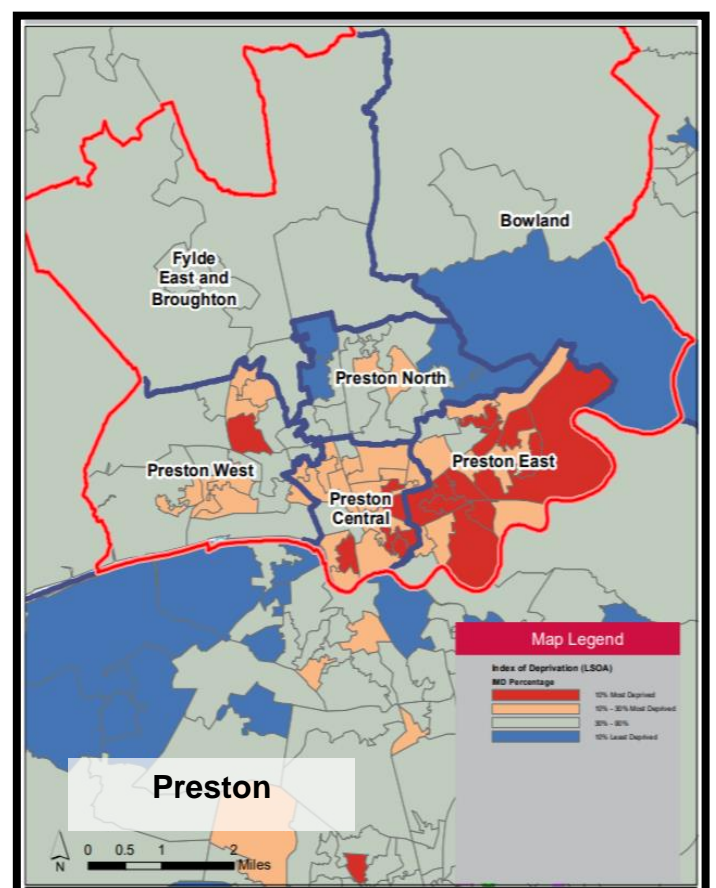 Bowland
Fylde
East and
Broughton
Preston North
Preston West
Preston East
Preston
Central
Map Legend
Index of Deprivation (LSOA)
IMD Percentage
10% Most Deprived
10% - 30% Most Deprived
30% - 90%
10% Least Deprived
Preston
0 0.5 1 2
Miles
N